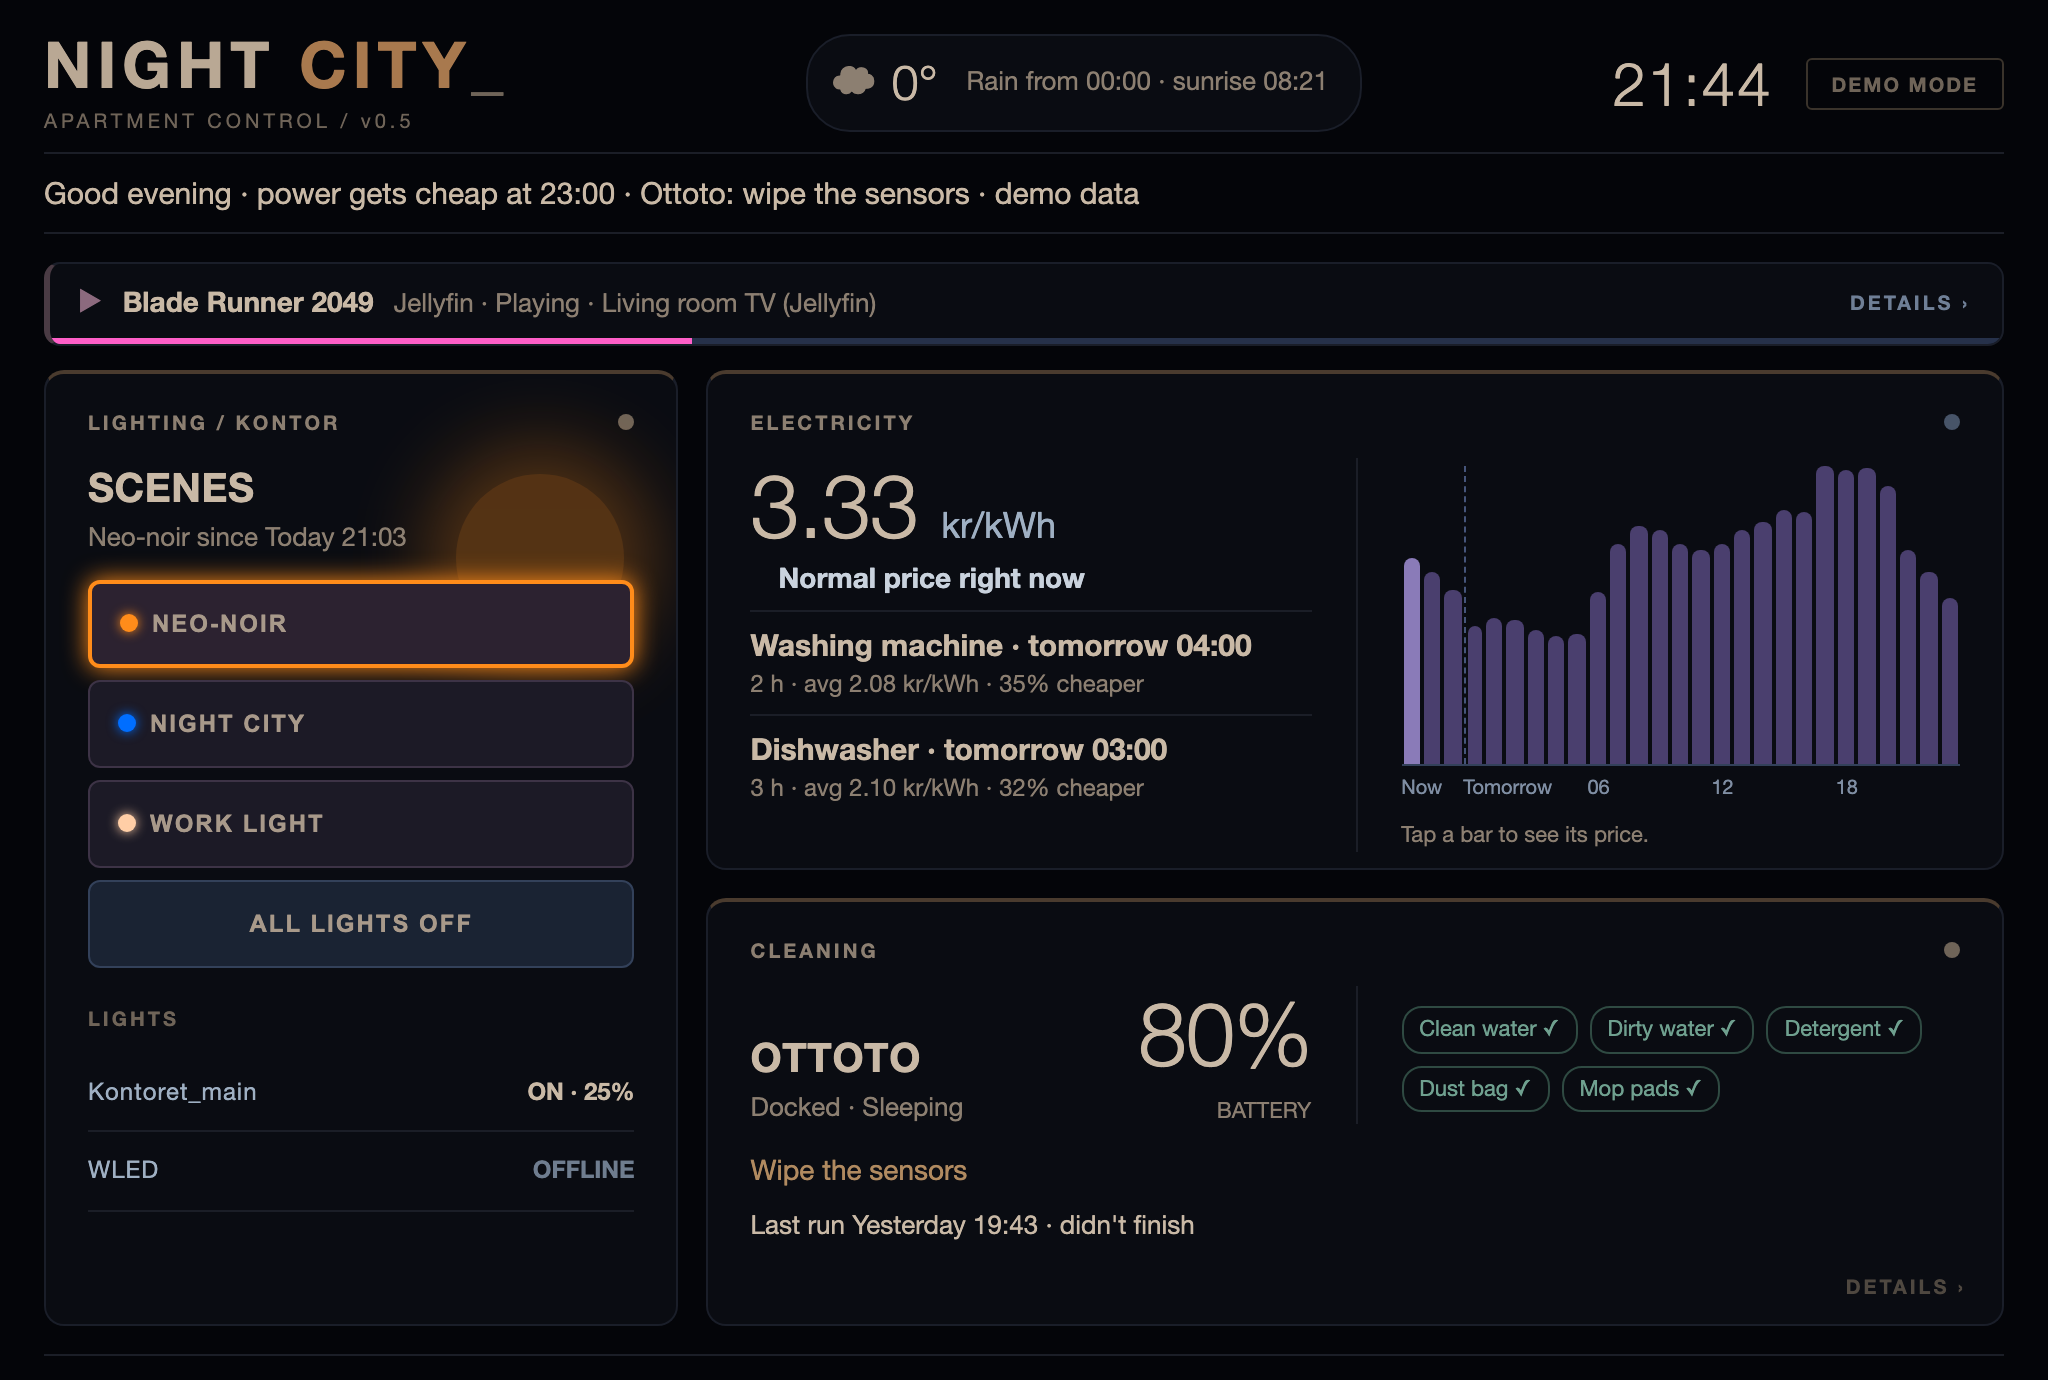 NIGHT CITY_
APARTMENT CONTROL / v0.5
0° Rain from 00:00 · sunrise 08:21
21:44
DEMO MODE
Good evening · power gets cheap at 23:00 · Ottoto: wipe the sensors · demo data
Blade Runner 2049 Jellyfin · Playing · Living room TV (Jellyfin)
DETAILS ›
LIGHTING / KONTOR
SCENES
Neo-noir since Today 21:03
NEO-NOIR
NIGHT CITY
WORK LIGHT
ALL LIGHTS OFF
LIGHTS
Kontoret_main ON · 25%
WLED OFFLINE
ELECTRICITY
3.33 kr/kWh
Normal price right now
Washing machine · tomorrow 04:00
2 h · avg 2.08 kr/kWh · 35% cheaper
Dishwasher · tomorrow 03:00
3 h · avg 2.10 kr/kWh · 32% cheaper
Now Tomorrow 06 12 18
Tap a bar to see its price.
CLEANING
OTTOTO
Docked · Sleeping
80%
BATTERY
Clean water ✓ Dirty water ✓ Detergent ✓
Dust bag ✓ Mop pads ✓
Wipe the sensors
Last run Yesterday 19:43 · didn't finish
DETAILS ›